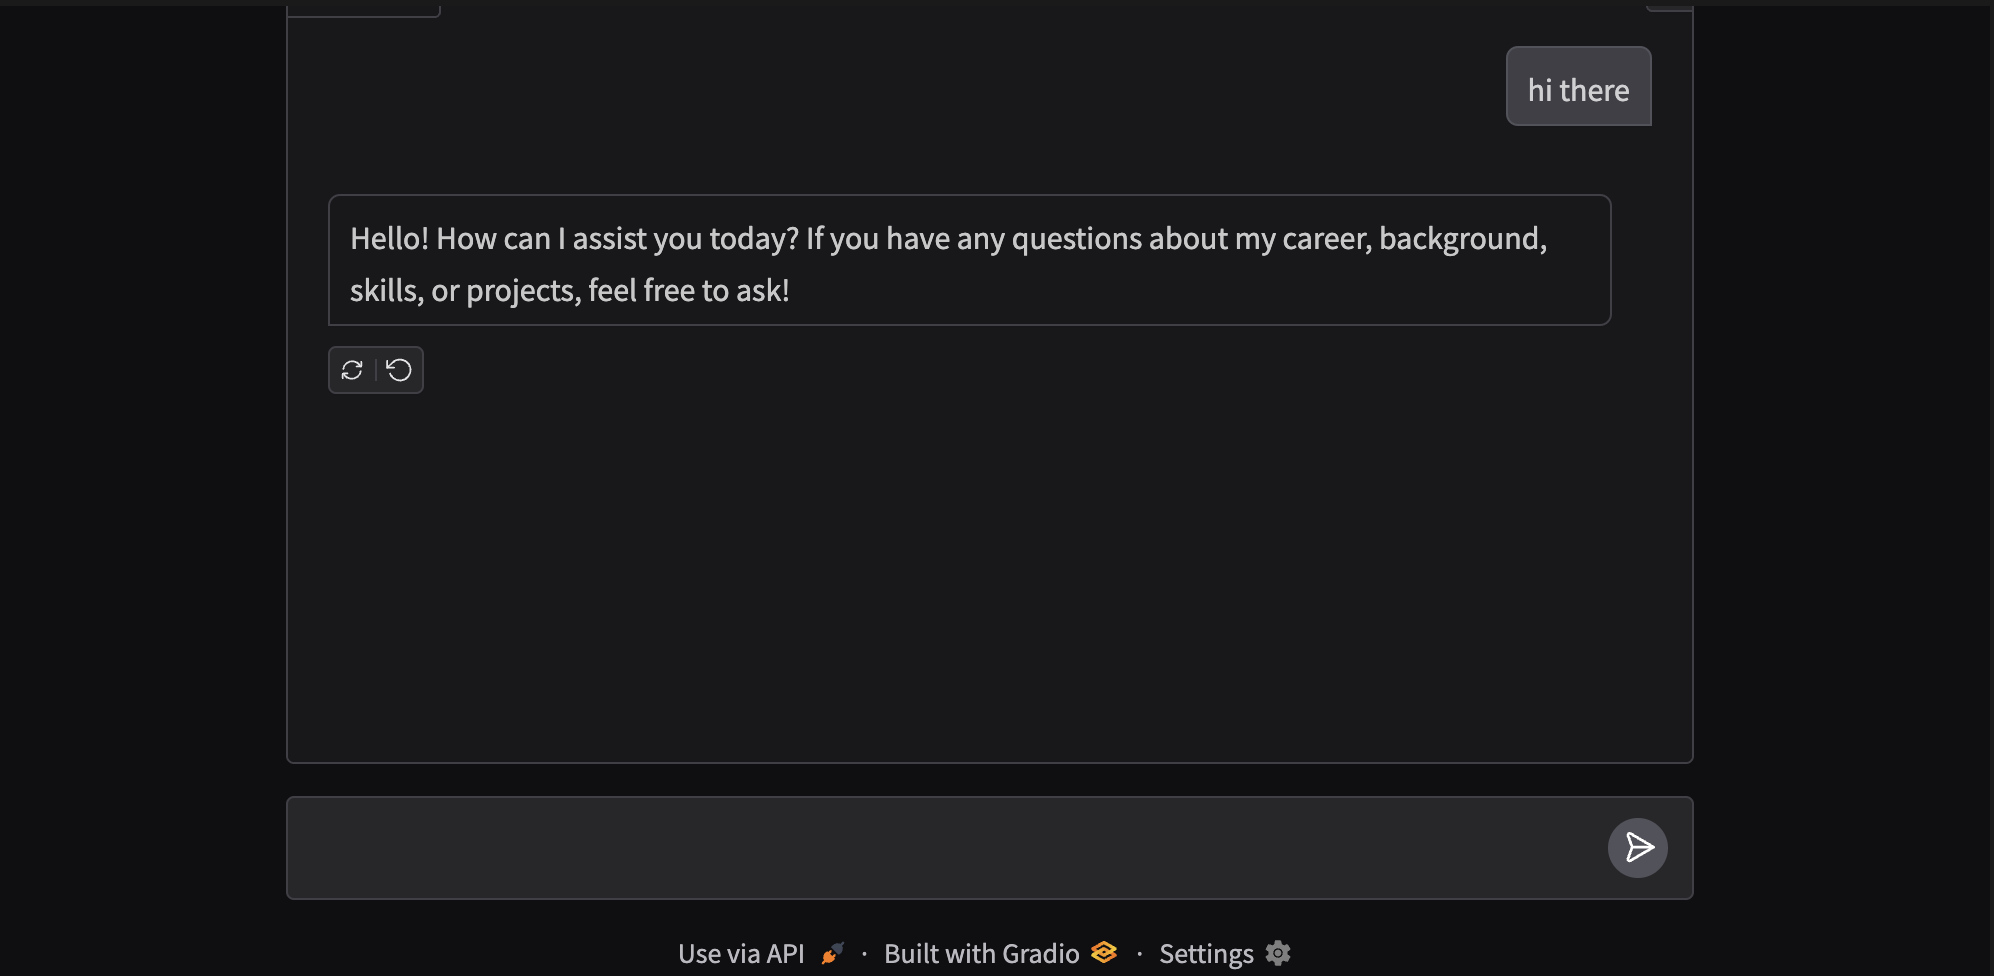 hi there
Hello! How can I assist you today? If you have any questions about my career, background,
skills, or projects, feel free to ask!
Use via API · Built with Gradio · Settings